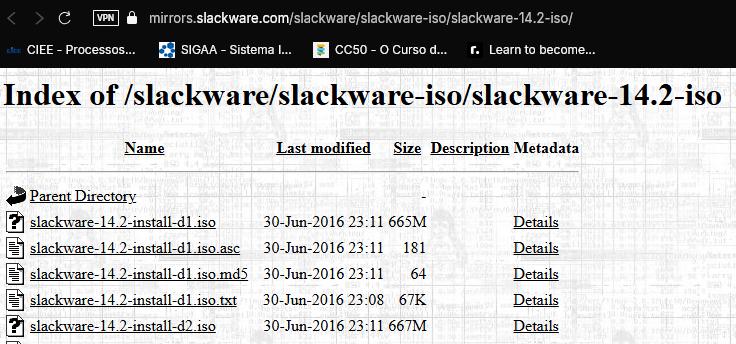 VPN mirrors.slackware.com/slackware/slackware-iso/slackware-14.2-iso/
CIEE CIEE - Processos... SIGAA - Sistema I... CC50 - O Curso d... r. Learn to become...
Index of /slackware/slackware-iso/slackware-14.2-iso
Name Last modified Size Description Metadata
Parent Directory -
? slackware-14.2-install-d1.iso 30-Jun-2016 23:11 665M Details
slackware-14.2-install-d1.iso.asc 30-Jun-2016 23:11 181 Details
slackware-14.2-install-d1.iso.md5 30-Jun-2016 23:11 64 Details
slackware-14.2-install-d1.iso.txt 30-Jun-2016 23:08 67K Details
? slackware-14.2-install-d2.iso 30-Jun-2016 23:11 667M Details